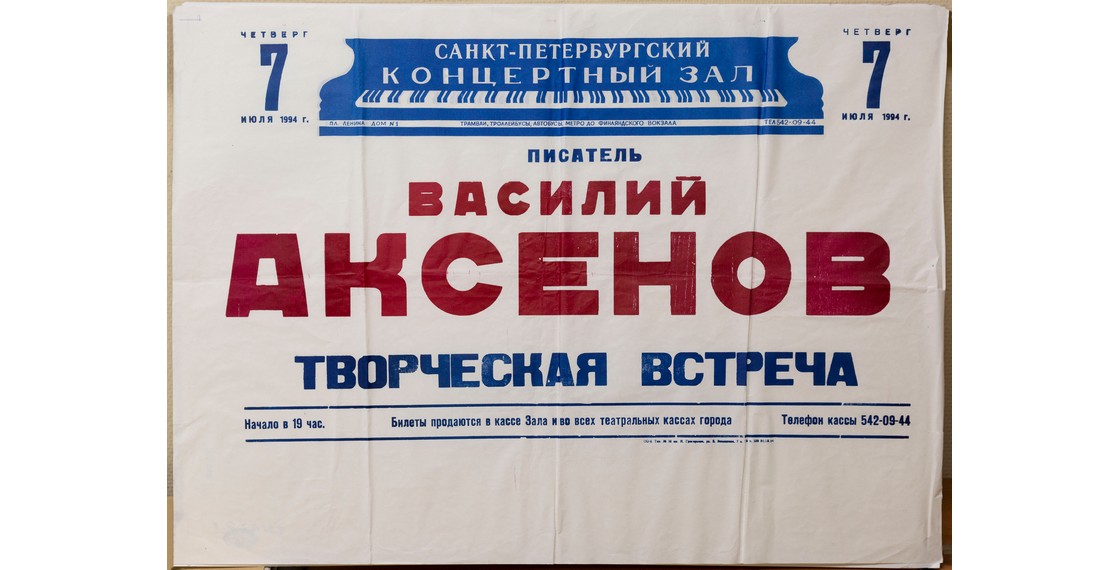 ЧЕТВЕРГ
7
ИЮЛЯ 1994 г.
САНКТ-ПЕТЕРБУРГСКИЙ
КОНЦЕРТНЫЙ ЗАЛ
ПЛ. ЛЕНИНА ДОМ №1 ТРАМВАИ, ТРОЛЛЕЙБУСЫ, АВТОБУСЫ, МЕТРО ДО ФИНЛЯНДСКОГО ВОКЗАЛА ТЕЛ 542-09-44
ЧЕТВЕРГ
7
ИЮЛЯ 1994 г.
ПИСАТЕЛЬ
ВАСИЛИЙ
АКСЕНОВ
ТВОРЧЕСКАЯ ВСТРЕЧА
Начало в 19 час. Билеты продаются в кассе Зала и во всех театральных кассах города Телефон кассы 542-09-44